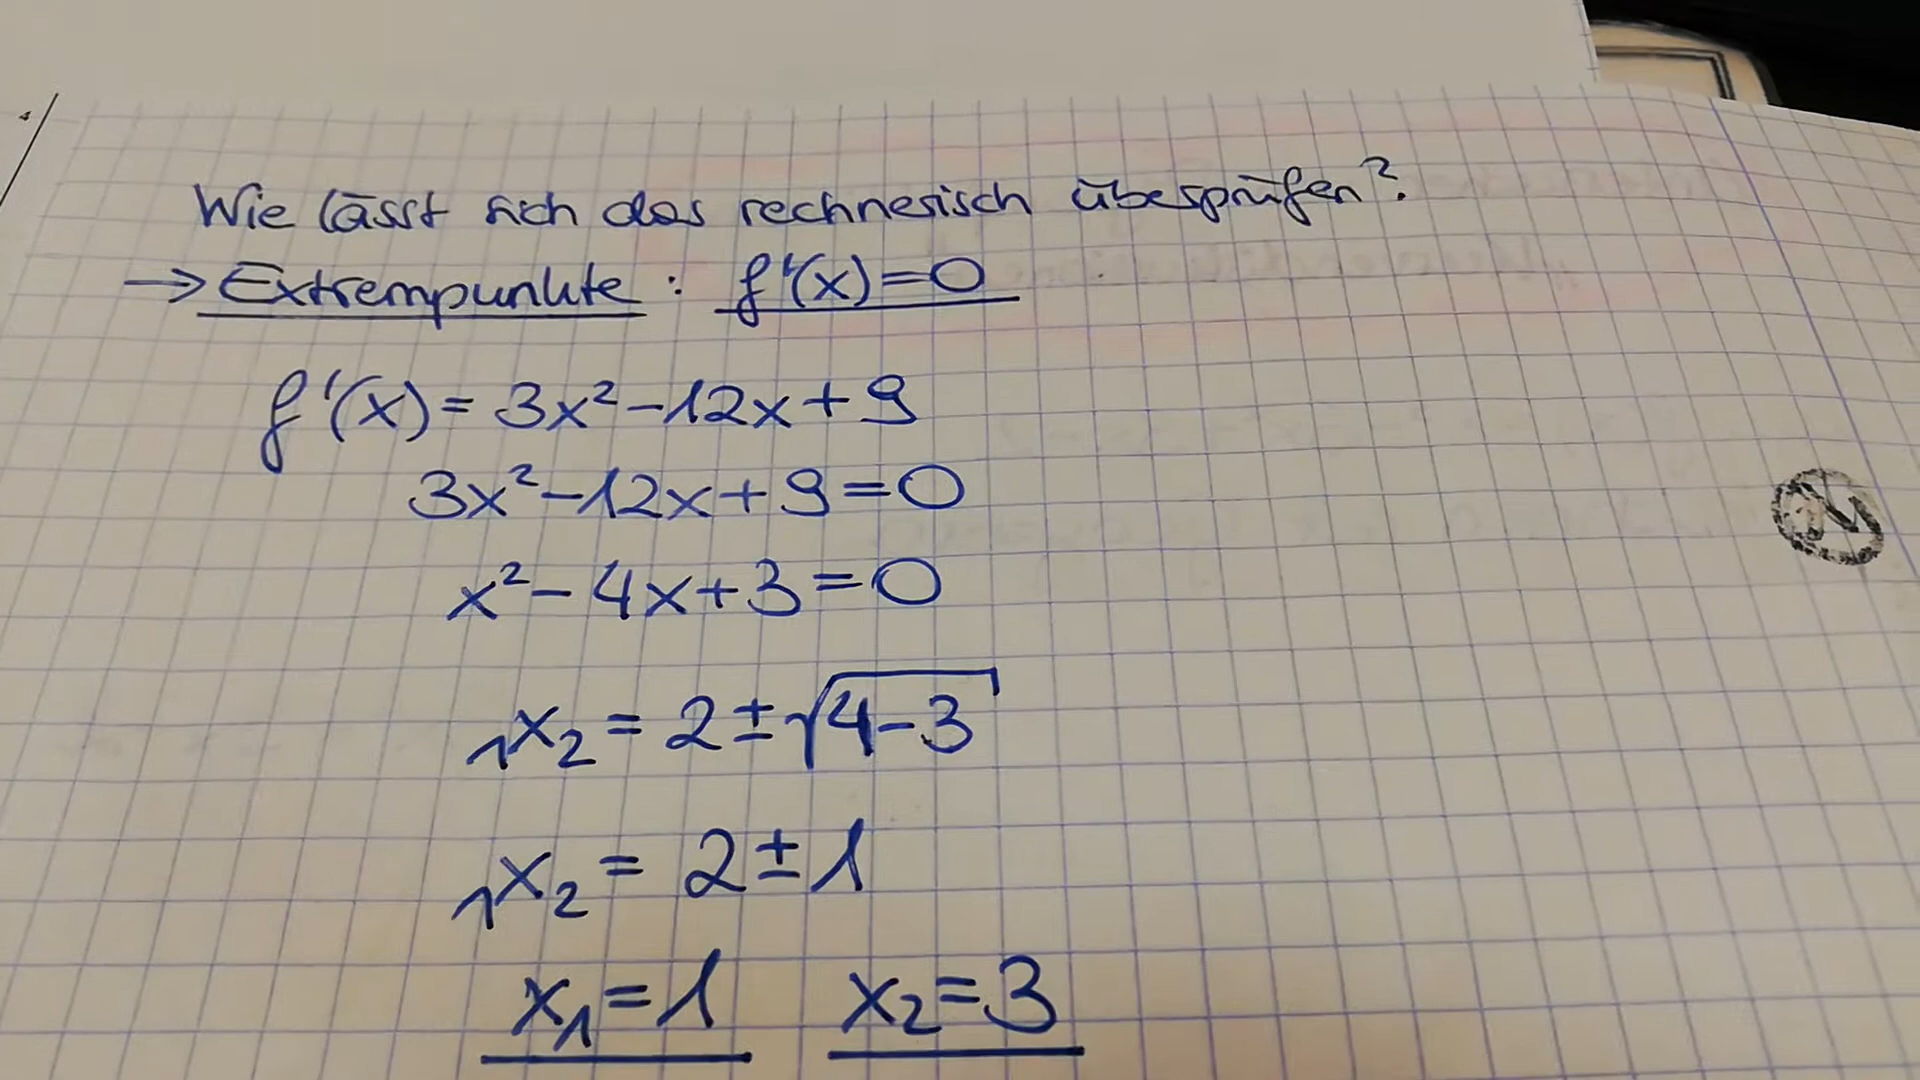 4
Wie lässt sich das rechnerisch überprüfen?
→ Extrempunkte : f'(x)=0
f'(x) = 3x²-12x+9
3x²-12x+9=0
x²-4x+3=0
₁x₂ = 2±√4-3
₁x₂ = 2±1
x₁=1 x₂=3